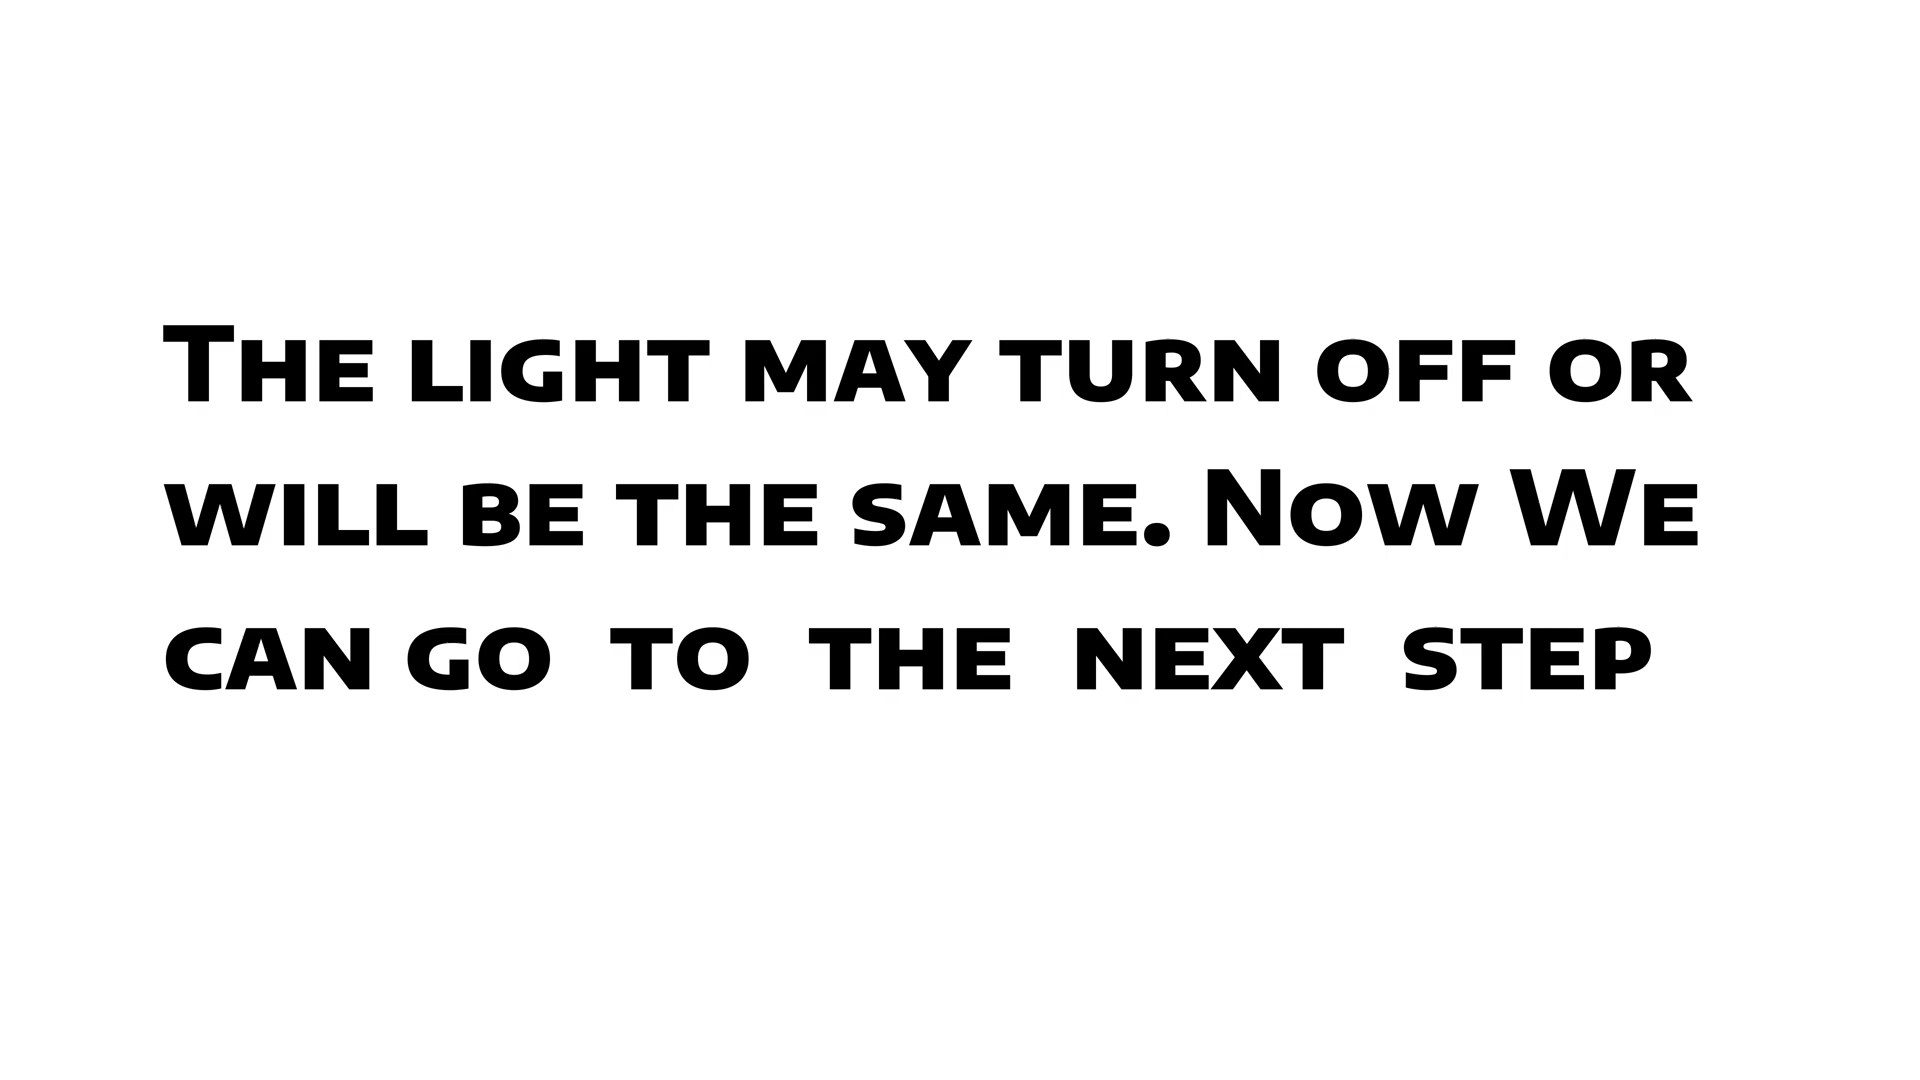 The light may turn off or
will be the same. Now We
can go  to  the  next  step